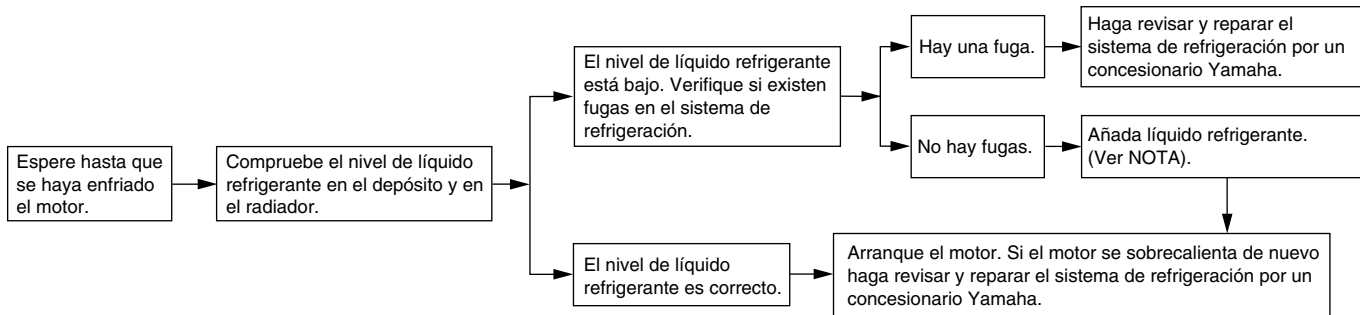 Espere hasta que
se haya enfriado
el motor.
Compruebe el nivel de líquido
refrigerante en el depósito y en
el radiador.
El nivel de líquido refrigerante
está bajo. Verifique si existen
fugas en el sistema de
refrigeración.
Hay una fuga.
Haga revisar y reparar el
sistema de refrigeración por un
concesionario Yamaha.
No hay fugas.
Añada líquido refrigerante.
(Ver NOTA).
El nivel de líquido
refrigerante es correcto.
Arranque el motor. Si el motor se sobrecalienta de nuevo
haga revisar y reparar el sistema de refrigeración por un
concesionario Yamaha.